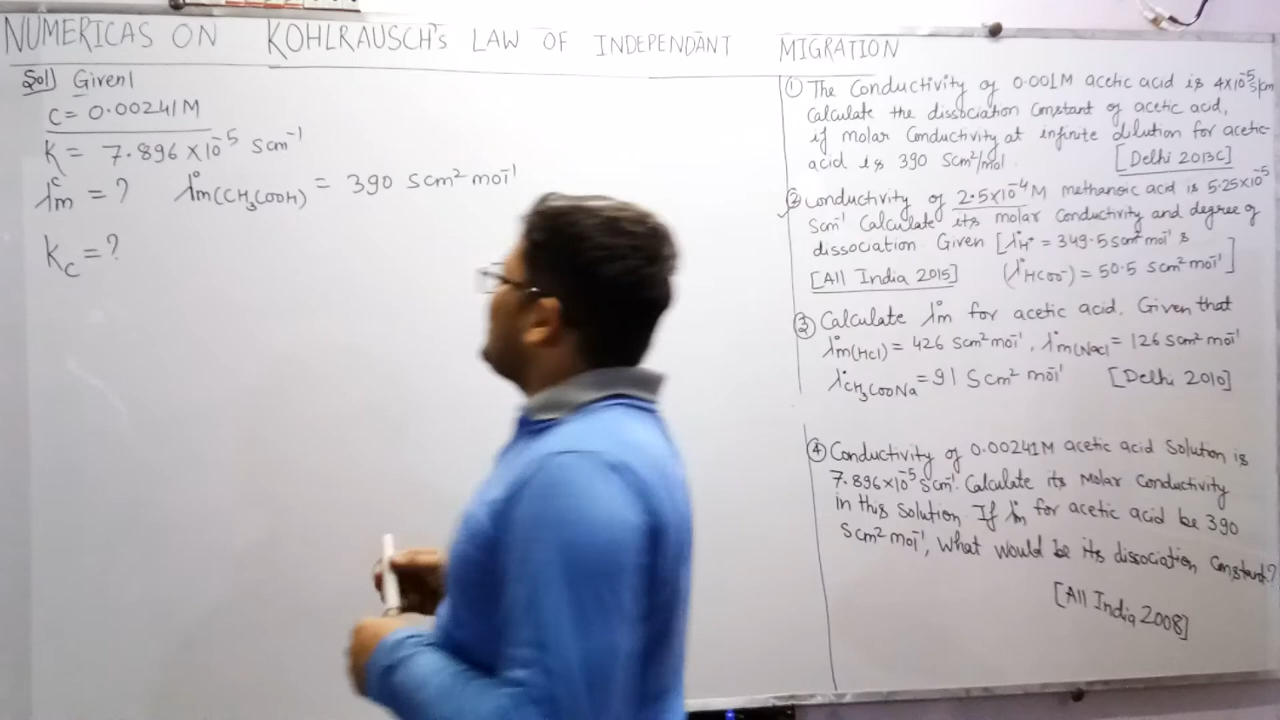 NUMERICAS ON KOHLRAUSCH's LAW OF INDEPENDANT MIGRATION
Sol) Given
C = 0.00241M
K = 7.896 × 10⁻⁵ S cm⁻¹
λᶜm = ? λ°m(CH₃COOH) = 390 S cm² mol⁻¹
Kc = ?
① The Conductivity of 0.001M acetic acid is 4×10⁻⁵ S/cm
Calculate the dissociation Constant of acetic acid,
if molar Conductivity at infinite dilution for acetic-
acid is 390 Scm²/mol. [Delhi 2013C]
② Conductivity of 2.5×10⁻⁴M methanoic acid is 5.25×10⁻⁵
Scm⁻¹ Calculate its molar Conductivity and degree of
dissociation Given [λ°H⁺ = 349.5 Scm² mol⁻¹ &
[All India 2015] (λ°HCOO⁻) = 50.5 Scm² mol⁻¹]
③ Calculate λ°m for acetic acid. Given that
λ°m(HCl) = 426 Scm² mol⁻¹, λ°m(NaCl = 126 Scm² mol⁻¹
λ°CH₃COONa = 91 S cm² mol⁻¹ [Delhi 2010]
④ Conductivity of 0.00241M acetic acid Solution is
7.896×10⁻⁵ S cm⁻¹. Calculate its Molar Conductivity
in this Solution If λ°m for acetic acid be 390
Scm² mol⁻¹, What would be its dissociation Constant?
[All India 2008]